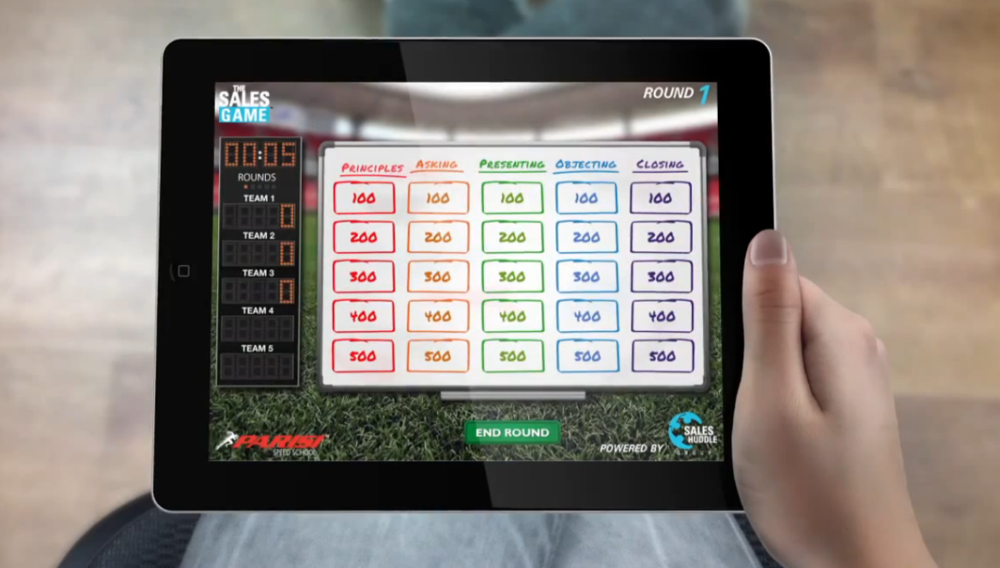 THE
SALES
GAME
ROUND 1
00:05
ROUNDS
TEAM 1
0
TEAM 2
0
TEAM 3
0
TEAM 4
TEAM 5
PRINCIPLES ASKING PRESENTING OBJECTING CLOSING
100 100 100 100 100
200 200 200 200 200
300 300 300 300 300
400 400 400 400 400
500 500 500 500 500
END ROUND
PARISI
SPEED SCHOOL
POWERED BY
SALES
HUDDLE